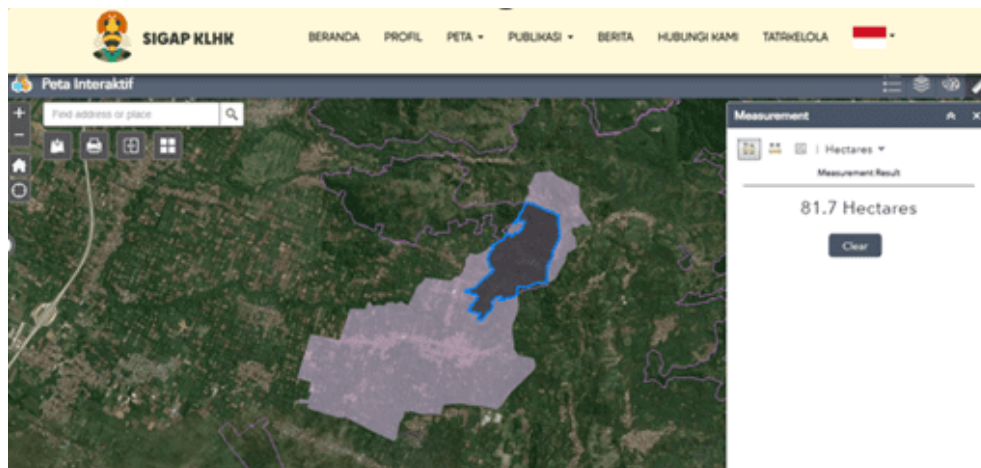 SIGAP KLHK
BERANDA PROFIL PETA PUBLIKASI BERITA HUBUNGI KAMI TATAKELOLA
Peta Interaktif
Find address or place
Measurement
Hectares
Measurement Result
81.7 Hectares
Clear